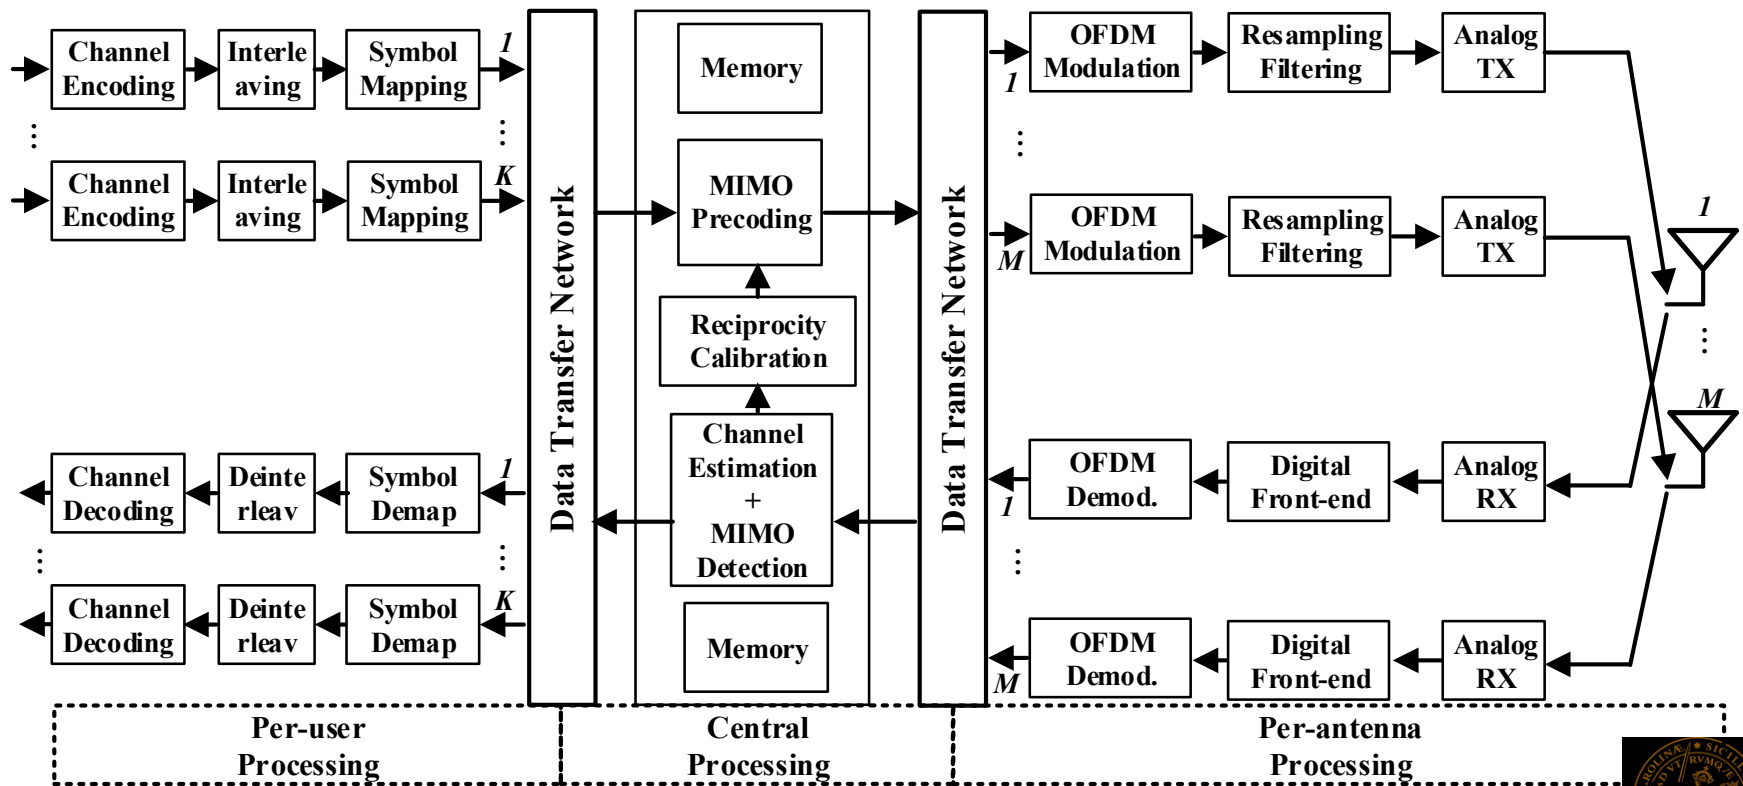 Channel
Encoding
Interle
aving
Symbol
Mapping
1
⋮
⋮
Channel
Encoding
Interle
aving
Symbol
Mapping
K
Channel
Decoding
Deinte
rleav
Symbol
Demap
1
⋮
⋮
Channel
Decoding
Deinte
rleav
Symbol
Demap
K
Data Transfer Network
Memory
MIMO
Precoding
Reciprocity
Calibration
Channel
Estimation
+
MIMO
Detection
Memory
Data Transfer Network
1
OFDM
Modulation
Resampling
Filtering
Analog
TX
⋮
M
OFDM
Modulation
Resampling
Filtering
Analog
TX
1
⋮
M
1
OFDM
Demod.
Digital
Front-end
Analog
RX
⋮
M
OFDM
Demod.
Digital
Front-end
Analog
RX
Per-user
Processing
Central
Processing
Per-antenna
Processing